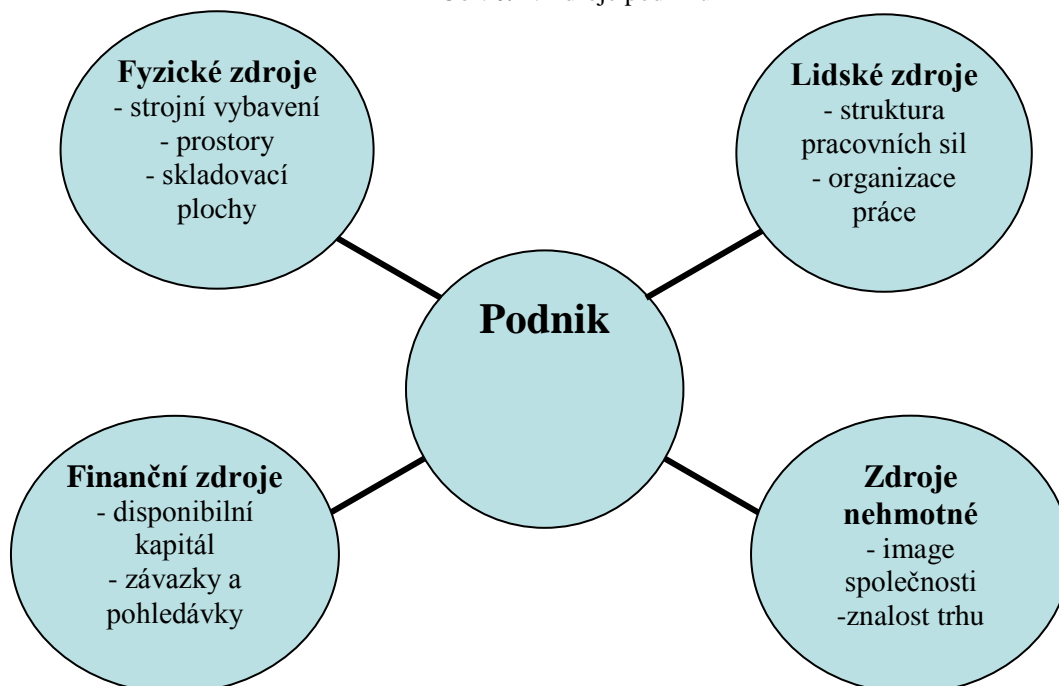 Fyzické zdroje
- strojní vybavení
- prostory
- skladovací
plochy
Lidské zdroje
- struktura
pracovních sil
- organizace
práce
Podnik
Finanční zdroje
- disponibilní
kapitál
- závazky a
pohledávky
Zdroje
nehmotné
- image
společnosti
-znalost trhu